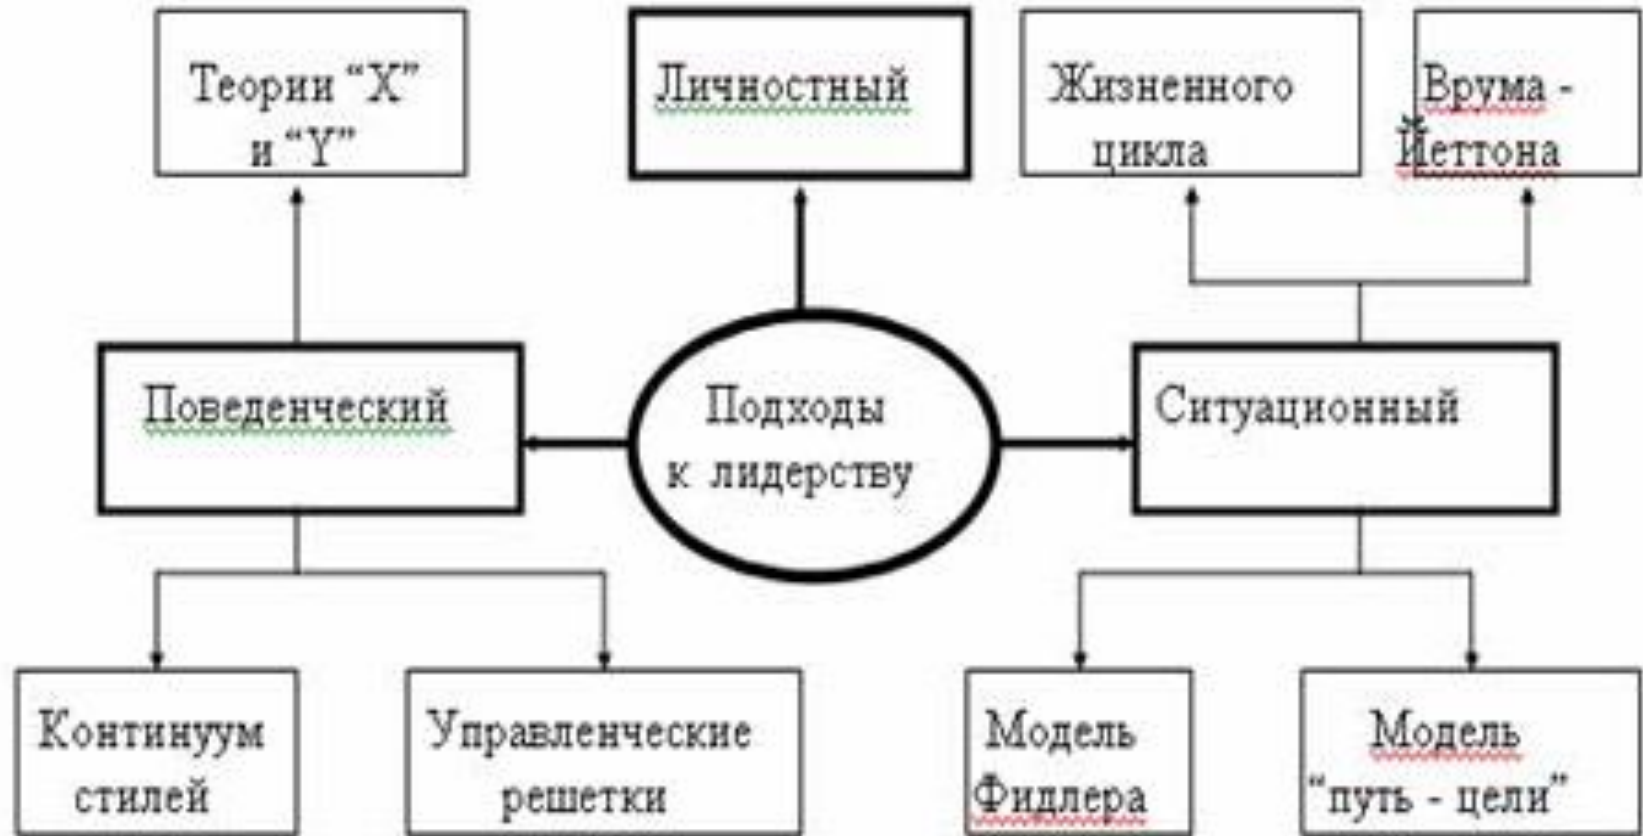 Теории “X”
и “Y”
Личностный
Жизненного
цикла
Врума -
Йеттона
Поведенческий
Подходы
к лидерству
Ситуационный
Континуум
стилей
Управленческие
решетки
Модель
Фидлера
Модель
“путь - цели”